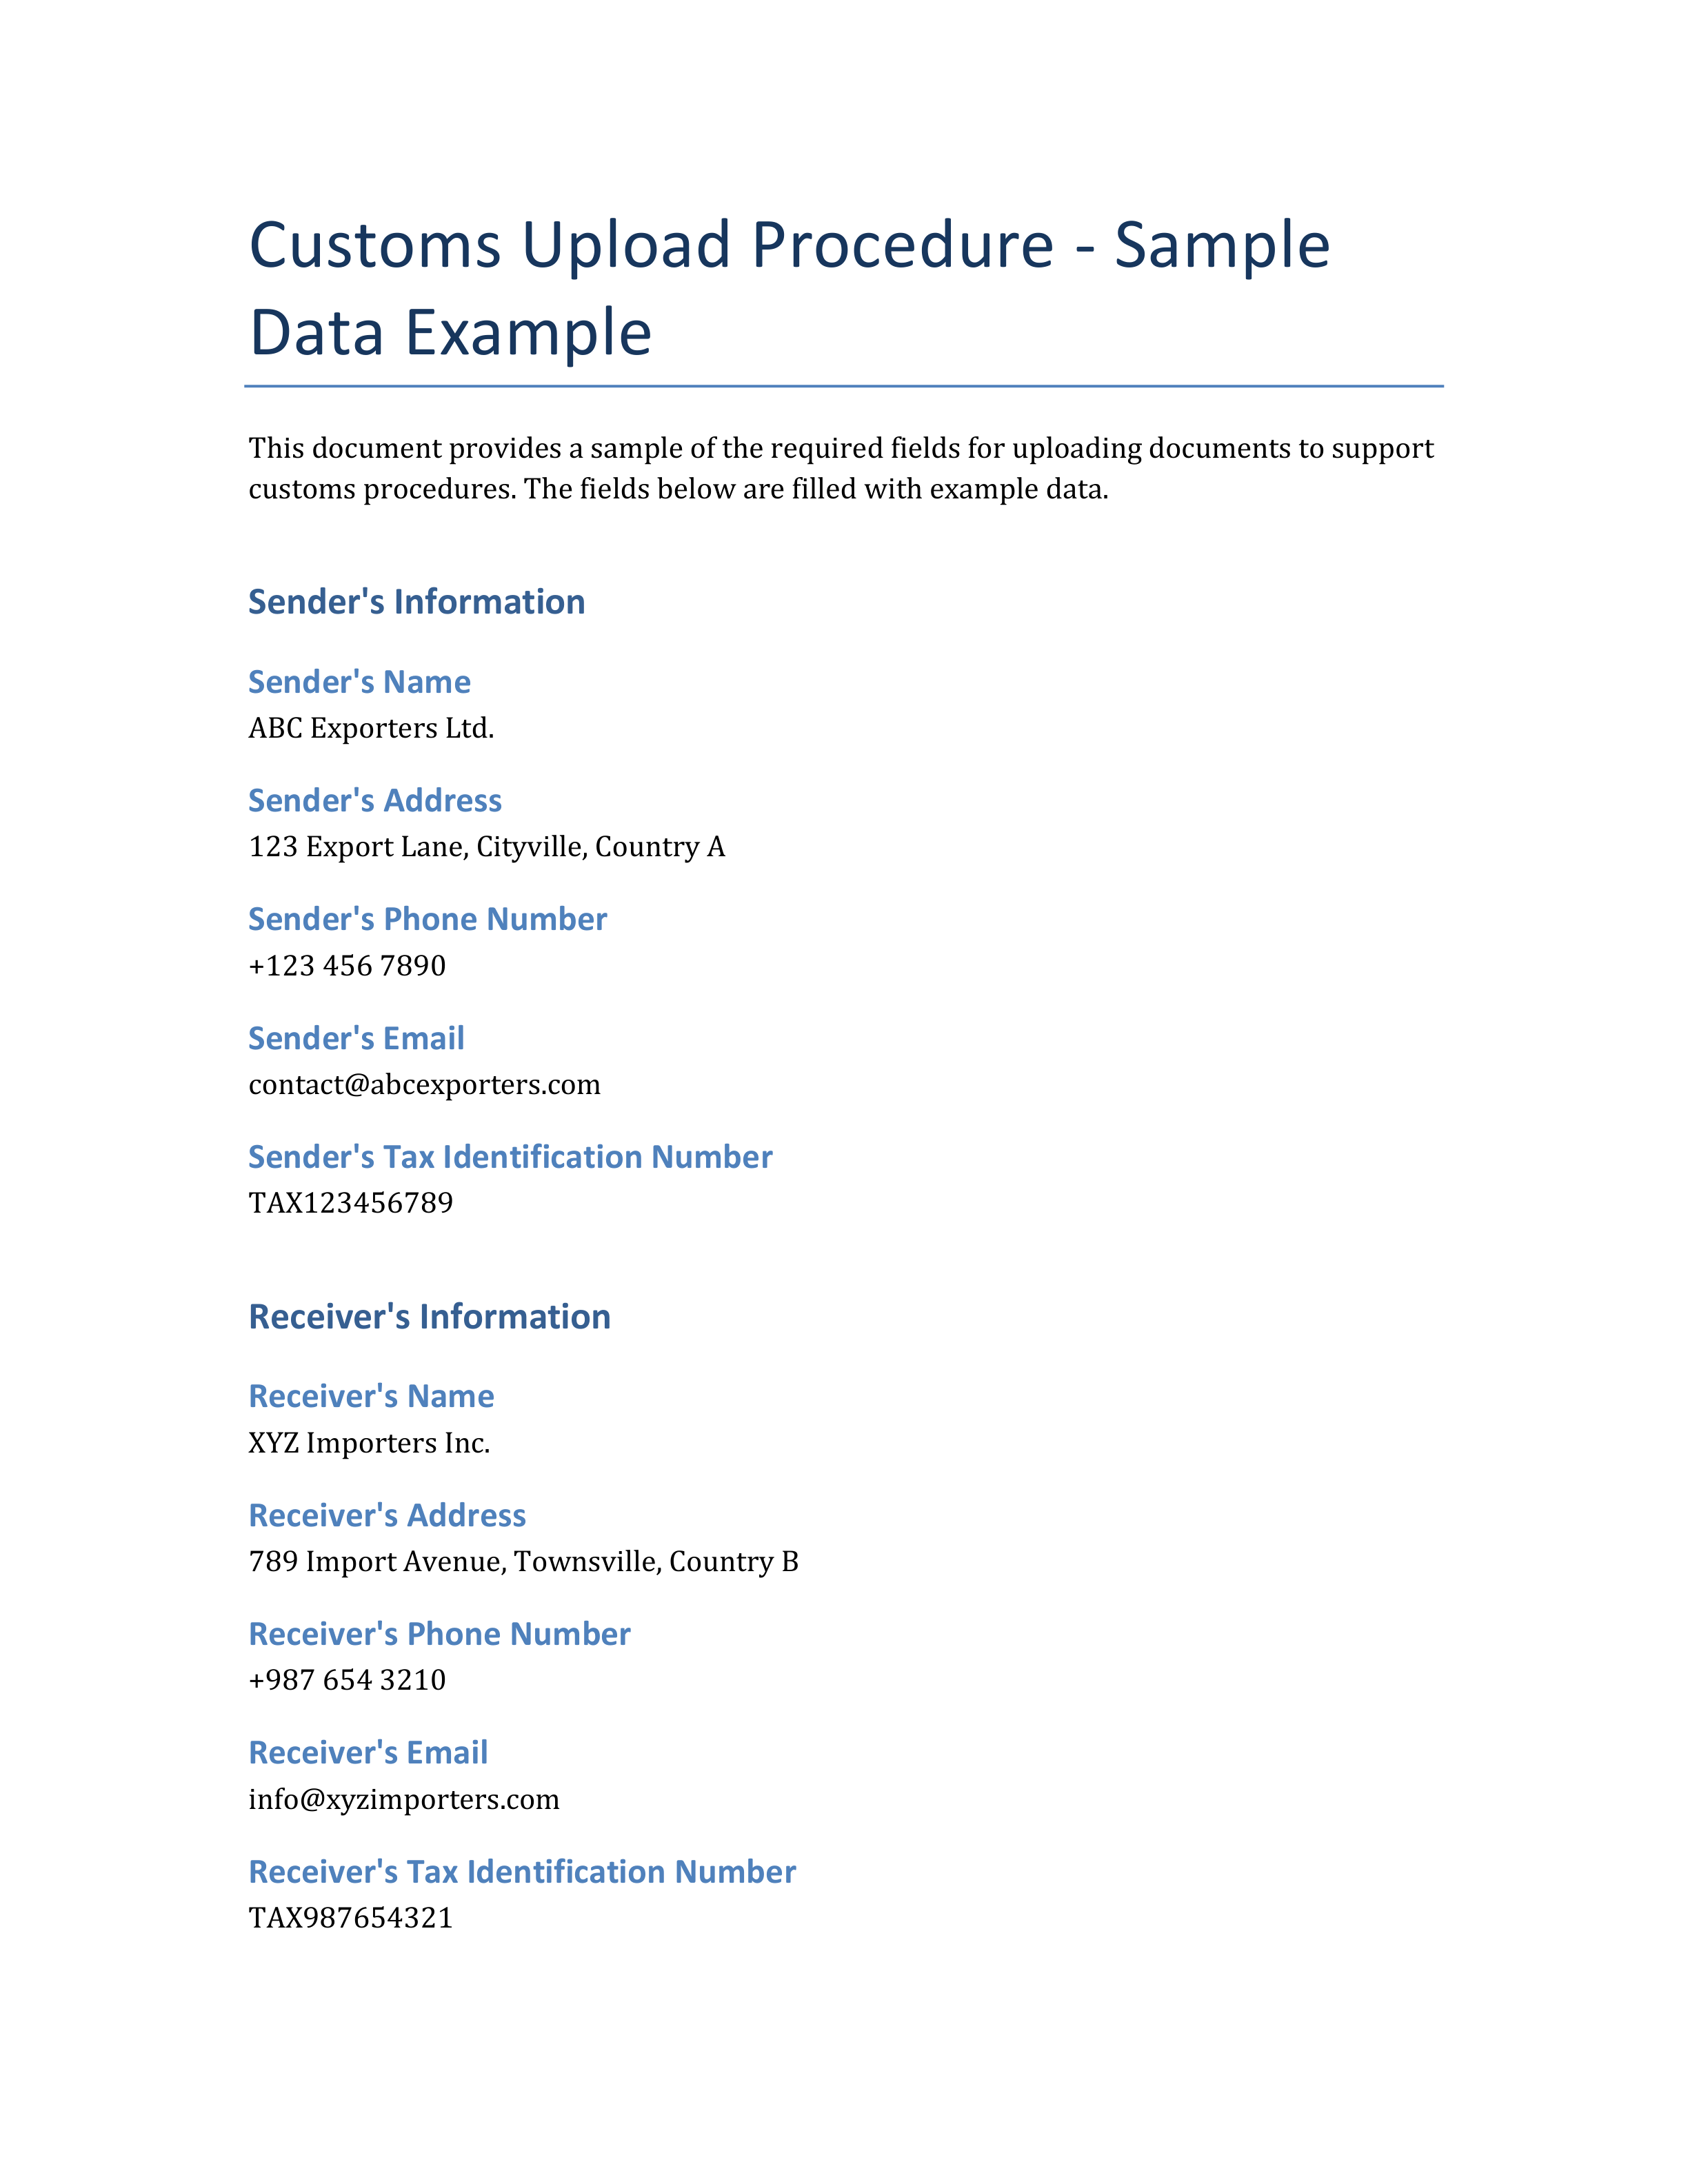 Customs Upload Procedure - Sample
Data Example
This document provides a sample of the required fields for uploading documents to support
customs procedures. The fields below are filled with example data.
Sender's Information
Sender's Name
ABC Exporters Ltd.
Sender's Address
123 Export Lane, Cityville, Country A
Sender's Phone Number
+123 456 7890
Sender's Email
contact@abcexporters.com
Sender's Tax Identification Number
TAX123456789
Receiver's Information
Receiver's Name
XYZ Importers Inc.
Receiver's Address
789 Import Avenue, Townsville, Country B
Receiver's Phone Number
+987 654 3210
Receiver's Email
info@xyzimporters.com
Receiver's Tax Identification Number
TAX987654321